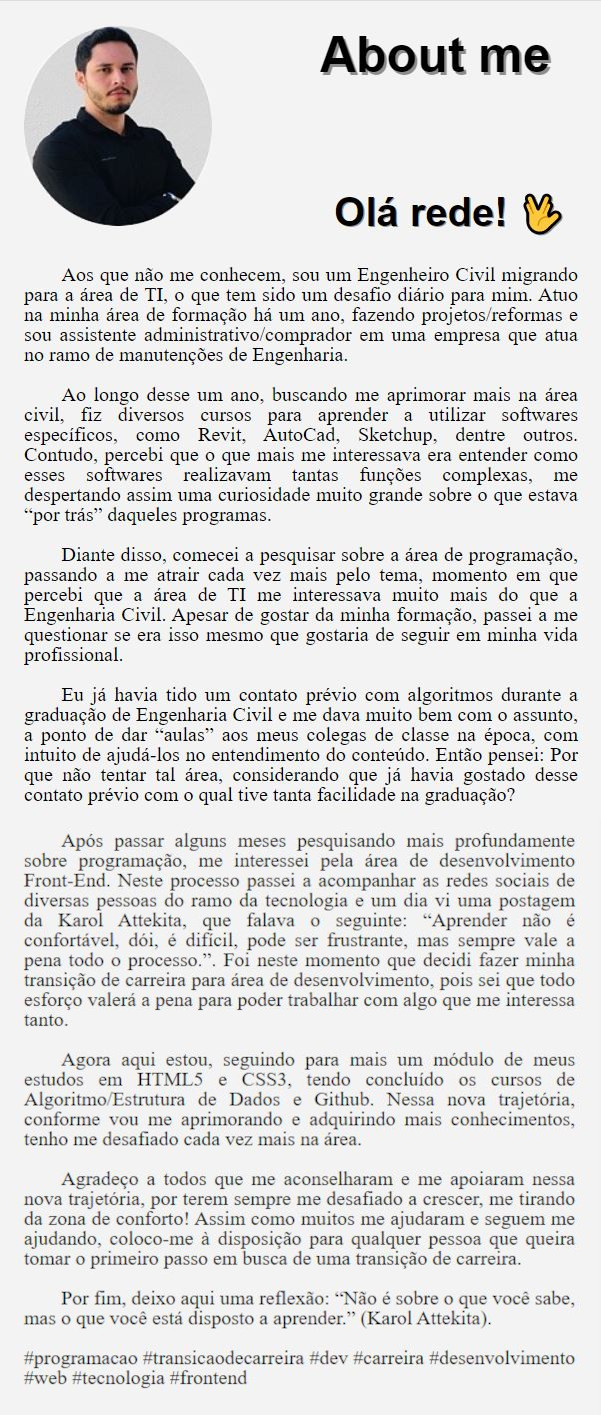 About me
Olá rede! 🖖
Aos que não me conhecem, sou um Engenheiro Civil migrando
para a área de TI, o que tem sido um desafio diário para mim. Atuo
na minha área de formação há um ano, fazendo projetos/reformas e
sou assistente administrativo/comprador em uma empresa que atua
no ramo de manutenções de Engenharia.
Ao longo desse um ano, buscando me aprimorar mais na área
civil, fiz diversos cursos para aprender a utilizar softwares
específicos, como Revit, AutoCad, Sketchup, dentre outros.
Contudo, percebi que o que mais me interessava era entender como
esses softwares realizavam tantas funções complexas, me
despertando assim uma curiosidade muito grande sobre o que estava
“por trás” daqueles programas.
Diante disso, comecei a pesquisar sobre a área de programação,
passando a me atrair cada vez mais pelo tema, momento em que
percebi que a área de TI me interessava muito mais do que a
Engenharia Civil. Apesar de gostar da minha formação, passei a me
questionar se era isso mesmo que gostaria de seguir em minha vida
profissional.
Eu já havia tido um contato prévio com algoritmos durante a
graduação de Engenharia Civil e me dava muito bem com o assunto,
a ponto de dar “aulas” aos meus colegas de classe na época, com
intuito de ajudá-los no entendimento do conteúdo. Então pensei: Por
que não tentar tal área, considerando que já havia gostado desse
contato prévio com o qual tive tanta facilidade na graduação?
Após passar alguns meses pesquisando mais profundamente
sobre programação, me interessei pela área de desenvolvimento
Front-End. Neste processo passei a acompanhar as redes sociais de
diversas pessoas do ramo da tecnologia e um dia vi uma postagem
da Karol Attekita, que falava o seguinte: “Aprender não é
confortável, dói, é difícil, pode ser frustrante, mas sempre vale a
pena todo o processo.”. Foi neste momento que decidi fazer minha
transição de carreira para área de desenvolvimento, pois sei que todo
esforço valerá a pena para poder trabalhar com algo que me interessa
tanto.
Agora aqui estou, seguindo para mais um módulo de meus
estudos em HTML5 e CSS3, tendo concluído os cursos de
Algoritmo/Estrutura de Dados e Github. Nessa nova trajetória,
conforme vou me aprimorando e adquirindo mais conhecimentos,
tenho me desafiado cada vez mais na área.
Agradeço a todos que me aconselharam e me apoiaram nessa
nova trajetória, por terem sempre me desafiado a crescer, me tirando
da zona de conforto! Assim como muitos me ajudaram e seguem me
ajudando, coloco-me à disposição para qualquer pessoa que queira
tomar o primeiro passo em busca de uma transição de carreira.
Por fim, deixo aqui uma reflexão: “Não é sobre o que você sabe,
mas o que você está disposto a aprender.” (Karol Attekita).
#programacao #transicaodecarreira #dev #carreira #desenvolvimento
#web #tecnologia #frontend